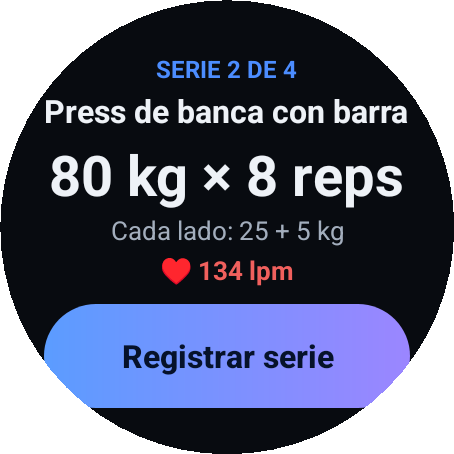 SERIE 2 DE 4
Press de banca con barra
80 kg × 8 reps
Cada lado: 25 + 5 kg
134 lpm
Registrar serie